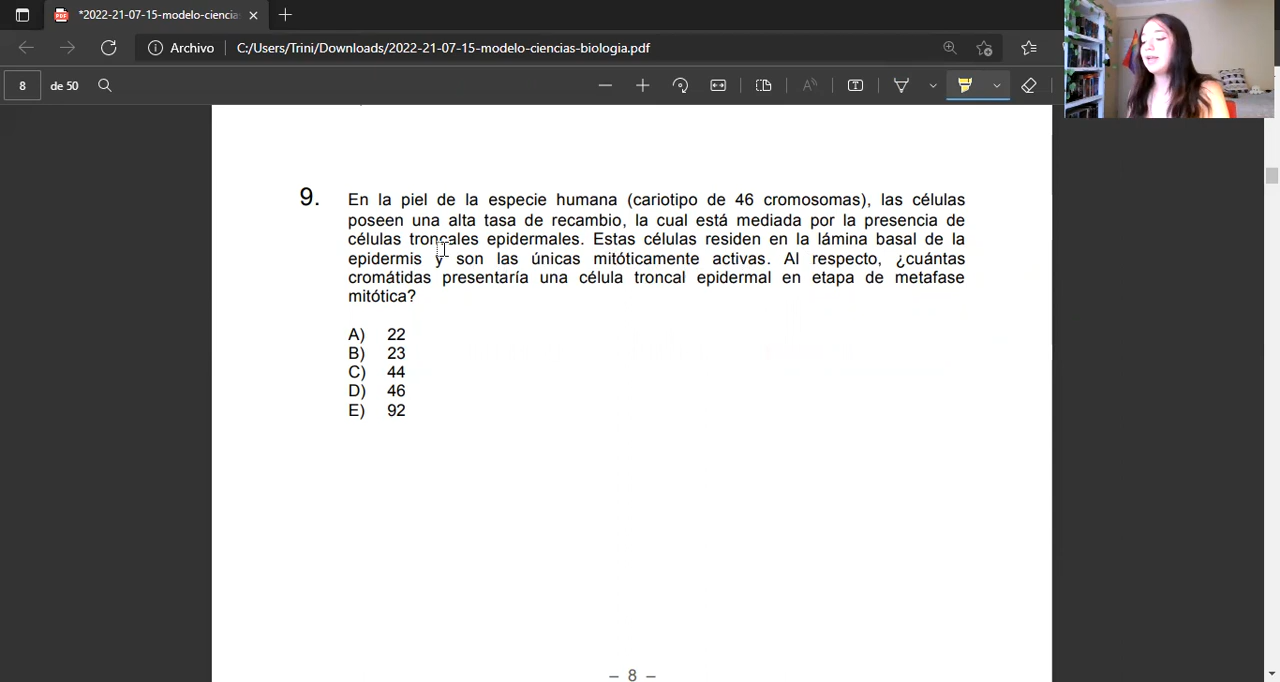 *2022-21-07-15-modelo-ciencias
Archivo C:/Users/Trini/Downloads/2022-21-07-15-modelo-ciencias-biologia.pdf
8 de 50
9. En la piel de la especie humana (cariotipo de 46 cromosomas), las células
poseen una alta tasa de recambio, la cual está mediada por la presencia de
células troncales epidermales. Estas células residen en la lámina basal de la
epidermis y son las únicas mitóticamente activas. Al respecto, ¿cuántas
cromátidas presentaría una célula troncal epidermal en etapa de metafase
mitótica?
A) 22
B) 23
C) 44
D) 46
E) 92
– 8 –